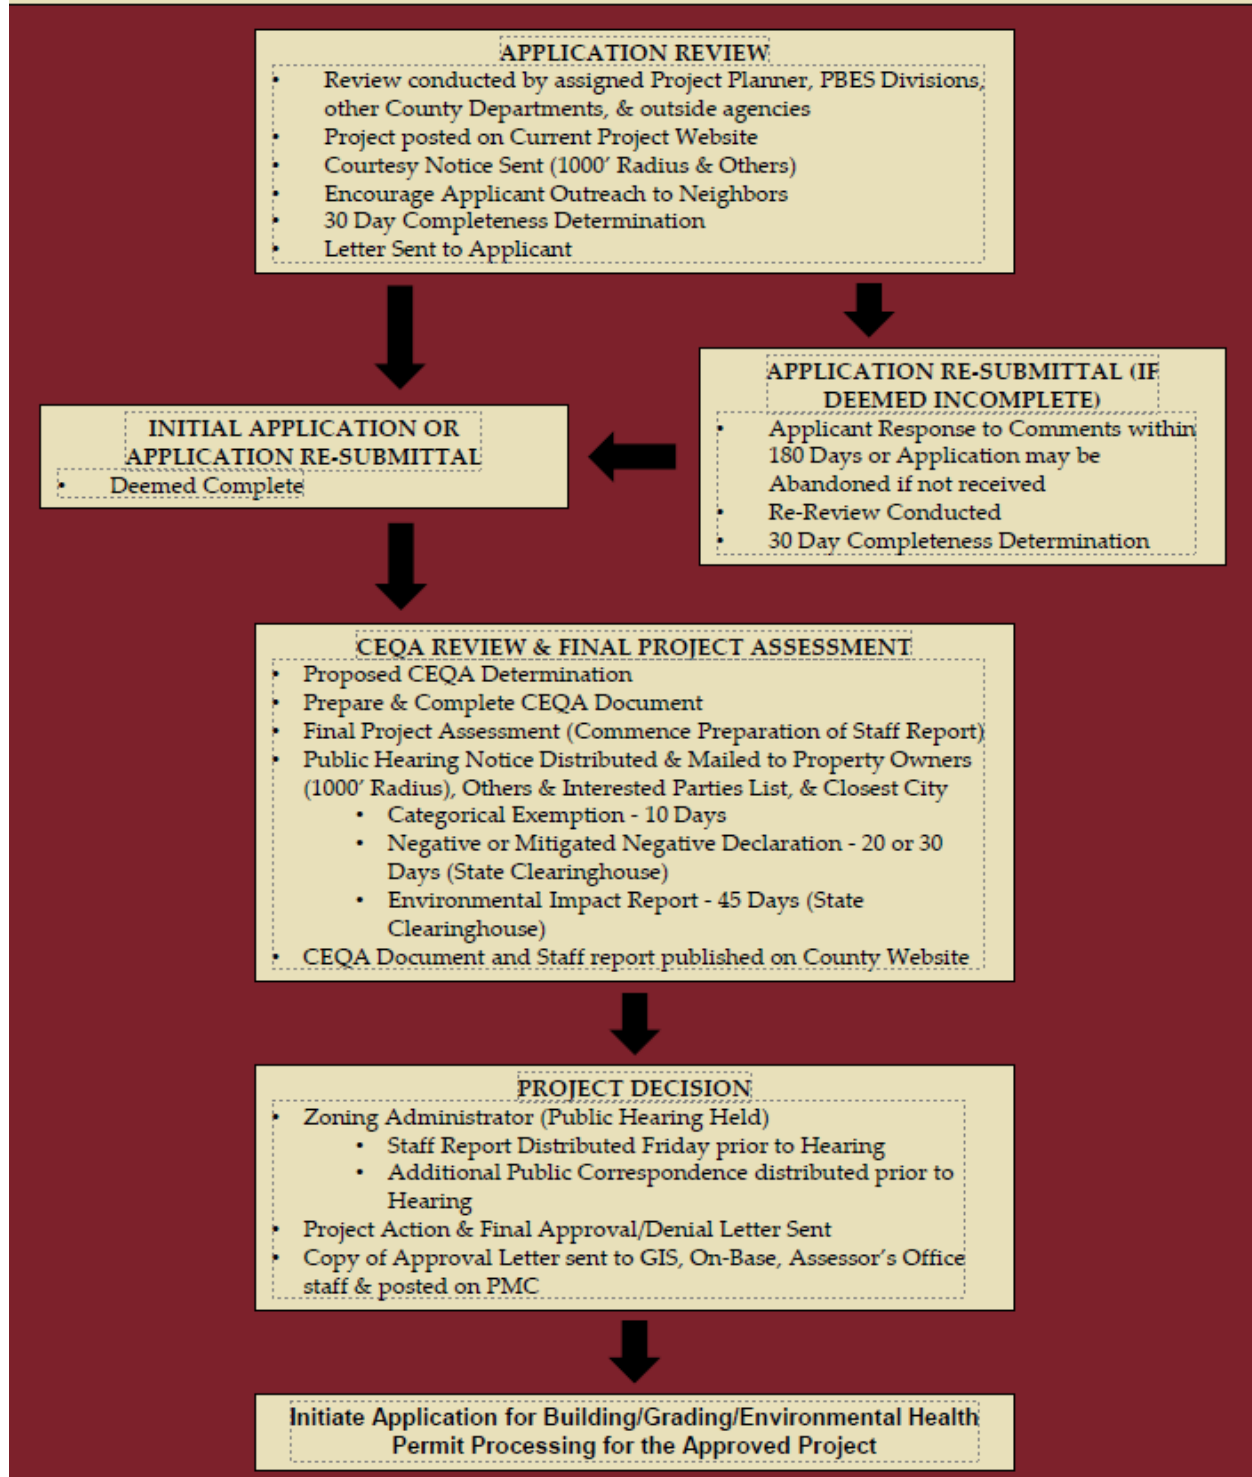 APPLICATION REVIEW
• Review conducted by assigned Project Planner, PBES Divisions,
other County Departments, & outside agencies
• Project posted on Current Project Website
• Courtesy Notice Sent (1000’ Radius & Others)
• Encourage Applicant Outreach to Neighbors
• 30 Day Completeness Determination
• Letter Sent to Applicant
APPLICATION RE-SUBMITTAL (IF
DEEMED INCOMPLETE)
• Applicant Response to Comments within
180 Days or Application may be
Abandoned if not received
• Re-Review Conducted
• 30 Day Completeness Determination
INITIAL APPLICATION OR
APPLICATION RE-SUBMITTAL
• Deemed Complete
CEQA REVIEW & FINAL PROJECT ASSESSMENT
• Proposed CEQA Determination
• Prepare & Complete CEQA Document
• Final Project Assessment (Commence Preparation of Staff Report)
• Public Hearing Notice Distributed & Mailed to Property Owners
(1000’ Radius), Others & Interested Parties List, & Closest City
• Categorical Exemption - 10 Days
• Negative or Mitigated Negative Declaration - 20 or 30
Days (State Clearinghouse)
• Environmental Impact Report - 45 Days (State
Clearinghouse)
• CEQA Document and Staff report published on County Website
PROJECT DECISION
• Zoning Administrator (Public Hearing Held)
• Staff Report Distributed Friday prior to Hearing
• Additional Public Correspondence distributed prior to
Hearing
• Project Action & Final Approval/Denial Letter Sent
• Copy of Approval Letter sent to GIS, On-Base, Assessor’s Office
staff & posted on PMC
Initiate Application for Building/Grading/Environmental Health
Permit Processing for the Approved Project